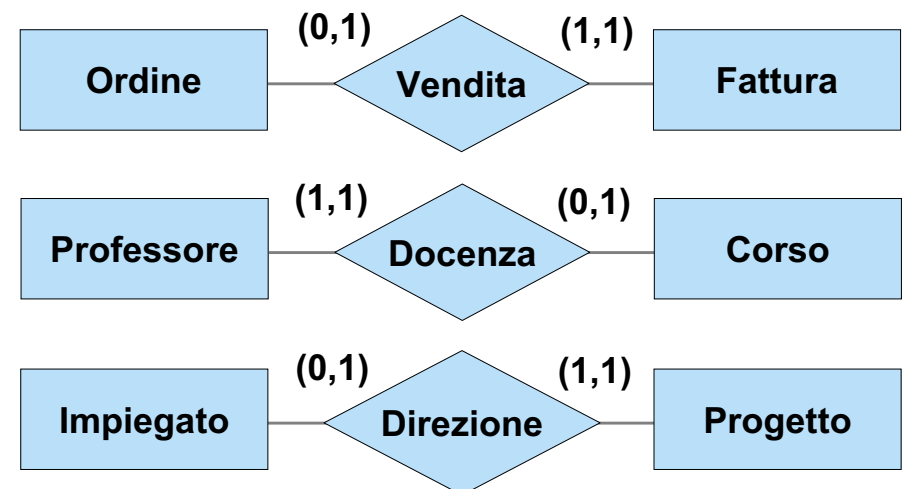 (0,1) (1,1)
Ordine Vendita Fattura
(1,1) (0,1)
Professore Docenza Corso
(0,1) (1,1)
Impiegato Direzione Progetto